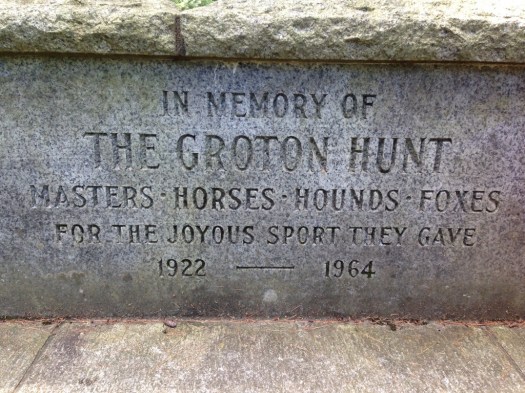 IN MEMORY OF
THE GROTON HUNT
MASTERS · HORSES · HOUNDS · FOXES
FOR THE JOYOUS SPORT THEY GAVE
1922 — 1964